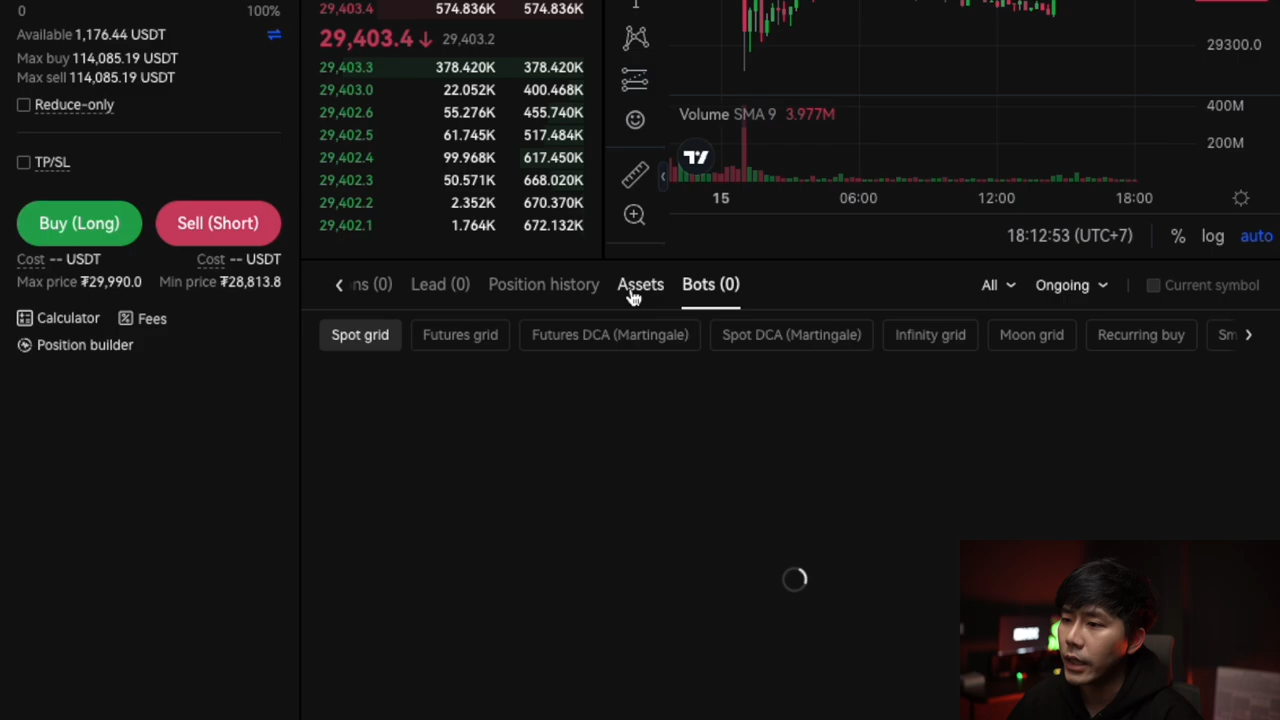 0 100%
Available 1,176.44 USDT
Max buy 114,085.19 USDT
Max sell 114,085.19 USDT
Reduce-only
TP/SL
Buy (Long) Sell (Short)
Cost -- USDT Cost -- USDT
Max price ₮29,990.0 Min price ₮28,813.8
Calculator Fees
Position builder
29,403.4 574.836K 574.836K
29,403.4 ↓ 29,403.2
29,403.3 378.420K 378.420K
29,403.0 22.052K 400.468K
29,402.6 55.276K 455.740K
29,402.5 61.745K 517.484K
29,402.4 99.968K 617.450K
29,402.3 50.571K 668.020K
29,402.2 2.352K 670.370K
29,402.1 1.764K 672.132K
29300.0
Volume SMA 9 3.977M
400M
200M
15 06:00 12:00 18:00
18:12:53 (UTC+7) % log auto
ns (0) Lead (0) Position history Assets Bots (0) All Ongoing Current symbol
Spot grid Futures grid Futures DCA (Martingale) Spot DCA (Martingale) Infinity grid Moon grid Recurring buy Sm